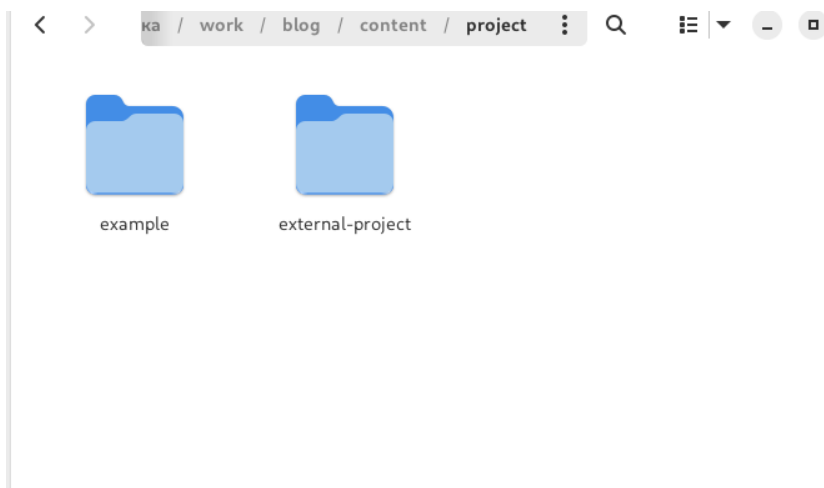 ка / work / blog / content / project
example
external-project